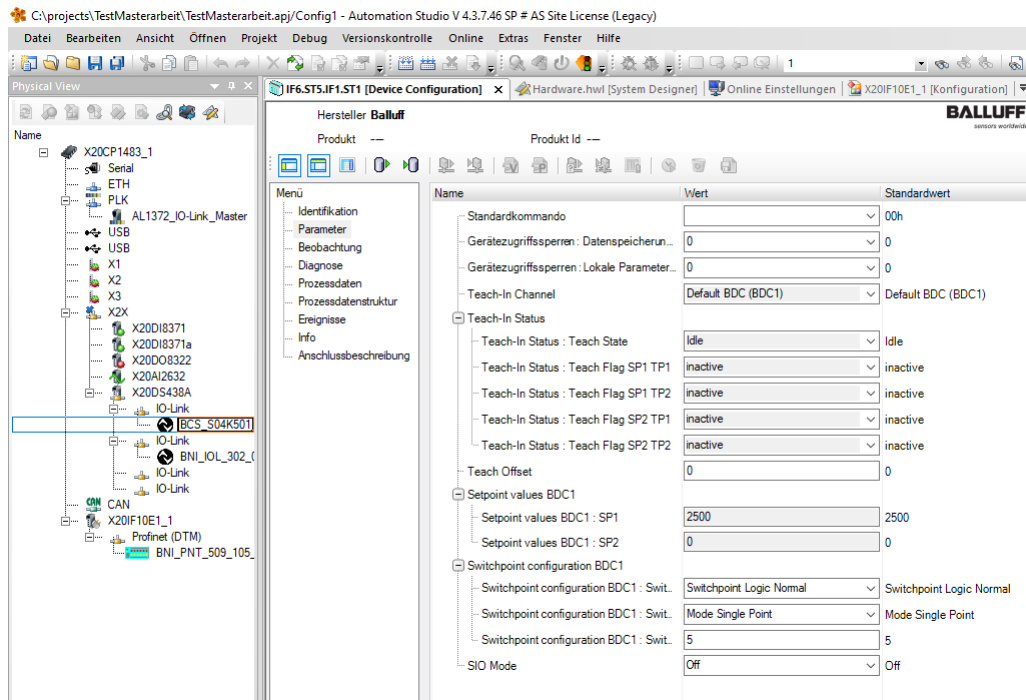 C:\projects\TestMasterarbeit\TestMasterarbeit.apj/Config1 - Automation Studio V 4.3.7.46 SP # AS Site License (Legacy)
Datei Bearbeiten Ansicht Öffnen Projekt Debug Versionskontrolle Online Extras Fenster Hilfe
1
Physical View
IF6.ST5.IF1.ST1 [Device Configuration] Hardware.hwl [System Designer] Online Einstellungen X20IF10E1_1 [Konfiguration]
Name
X20CP1483_1
Serial
ETH
PLK
AL1372_IO-Link_Master
USB
USB
X1
X2
X3
X2X
X20DI8371
X20DI8371a
X20DO8322
X20AI2632
X20DS438A
IO-Link
BCS_S04K501
IO-Link
BNI_IOL_302_
IO-Link
IO-Link
CAN
X20IF10E1_1
Profinet (DTM)
BNI_PNT_509_105_
Hersteller Balluff
BALLUFF
sensors worldwide
Produkt ---
Produkt Id ---
Menü
Identifikation
Parameter
Beobachtung
Diagnose
Prozessdaten
Prozessdatenstruktur
Ereignisse
Info
Anschlussbeschreibung
Name Wert Standardwert
Standardkommando 00h
Gerätezugriffssperren : Datenspeicherun... 0 0
Gerätezugriffssperren : Lokale Parameter... 0 0
Teach-In Channel Default BDC (BDC1) Default BDC (BDC1)
Teach-In Status
Teach-In Status : Teach State Idle Idle
Teach-In Status : Teach Flag SP1 TP1 inactive inactive
Teach-In Status : Teach Flag SP1 TP2 inactive inactive
Teach-In Status : Teach Flag SP2 TP1 inactive inactive
Teach-In Status : Teach Flag SP2 TP2 inactive inactive
Teach Offset 0 0
Setpoint values BDC1
Setpoint values BDC1 : SP1 2500 2500
Setpoint values BDC1 : SP2 0 0
Switchpoint configuration BDC1
Switchpoint configuration BDC1 : Swit... Switchpoint Logic Normal Switchpoint Logic Normal
Switchpoint configuration BDC1 : Swit... Mode Single Point Mode Single Point
Switchpoint configuration BDC1 : Swit... 5 5
SIO Mode Off Off